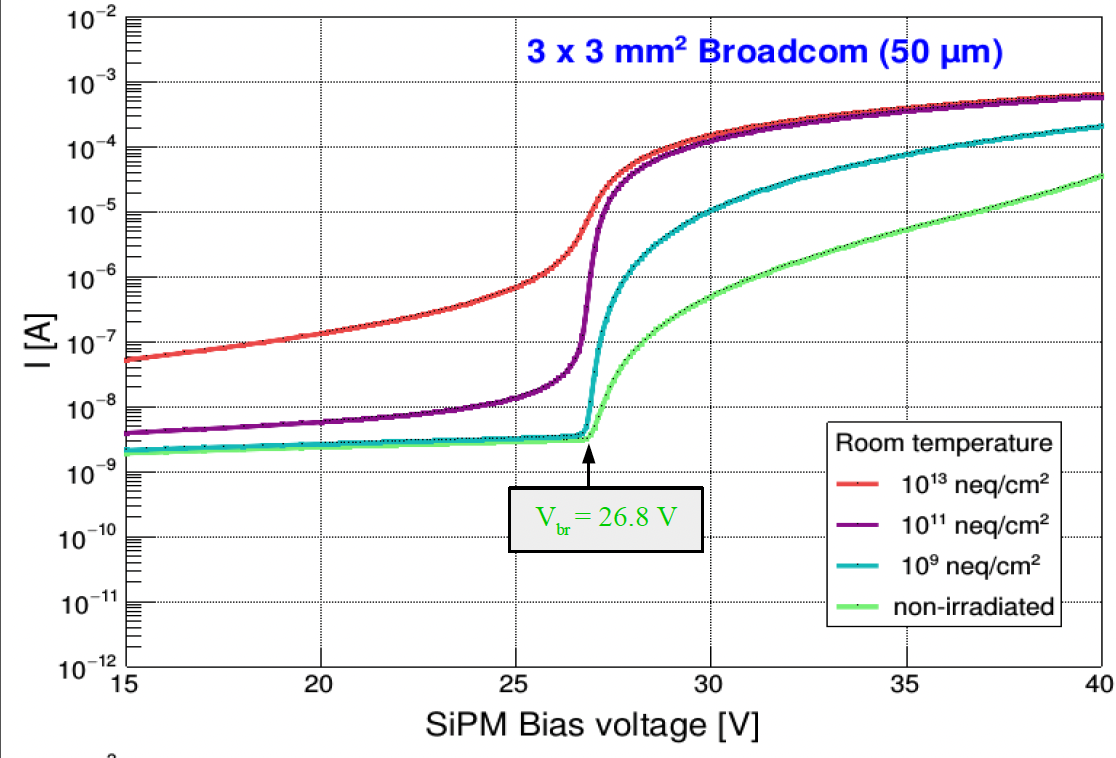 3 x 3 mm² Broadcom (50 µm)
I [A]
10⁻²
10⁻³
10⁻⁴
10⁻⁵
10⁻⁶
10⁻⁷
10⁻⁸
10⁻⁹
10⁻¹⁰
10⁻¹¹
10⁻¹²
V_br = 26.8 V
Room temperature
10¹³ neq/cm²
10¹¹ neq/cm²
10⁹ neq/cm²
non-irradiated
15 20 25 30 35 40
SiPM Bias voltage [V]